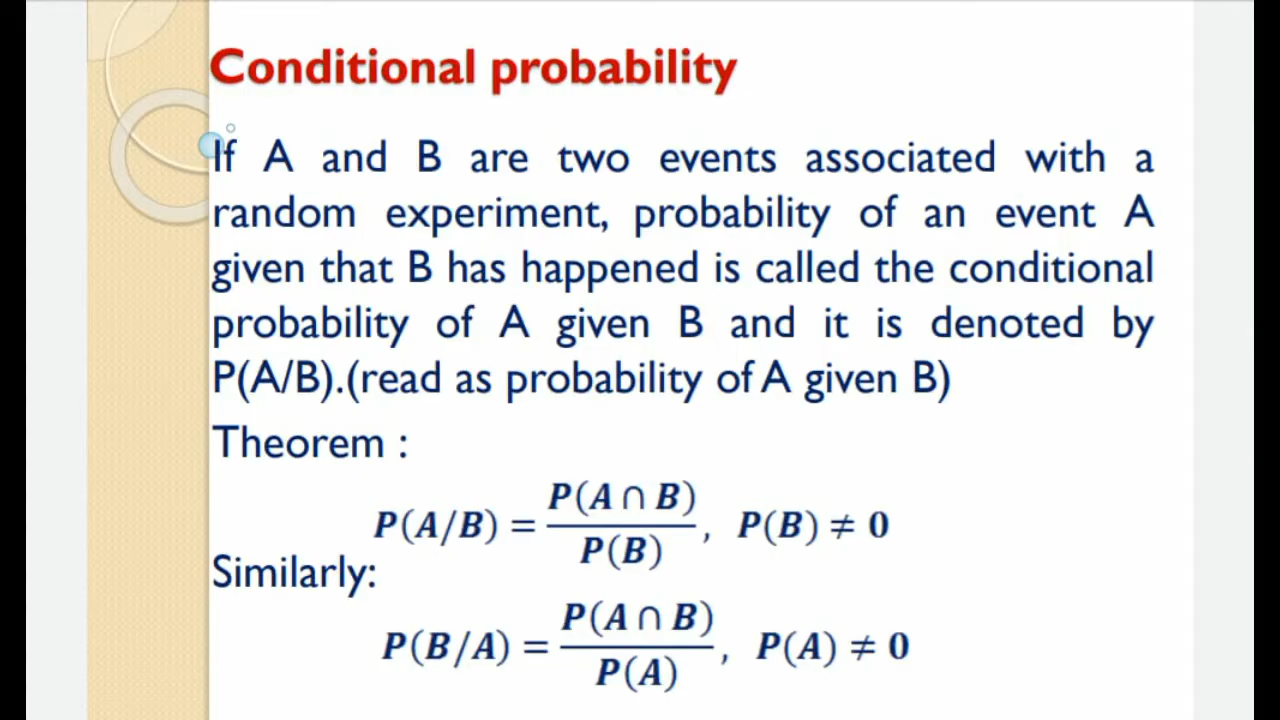 Conditional probability
If A and B are two events associated with a
random experiment, probability of an event A
given that B has happened is called the conditional
probability of A given B and it is denoted by
P(A/B).(read as probability of A given B)
Theorem :
P(A/B) = P(A ∩ B) / P(B) , P(B) ≠ 0
Similarly:
P(B/A) = P(A ∩ B) / P(A) , P(A) ≠ 0